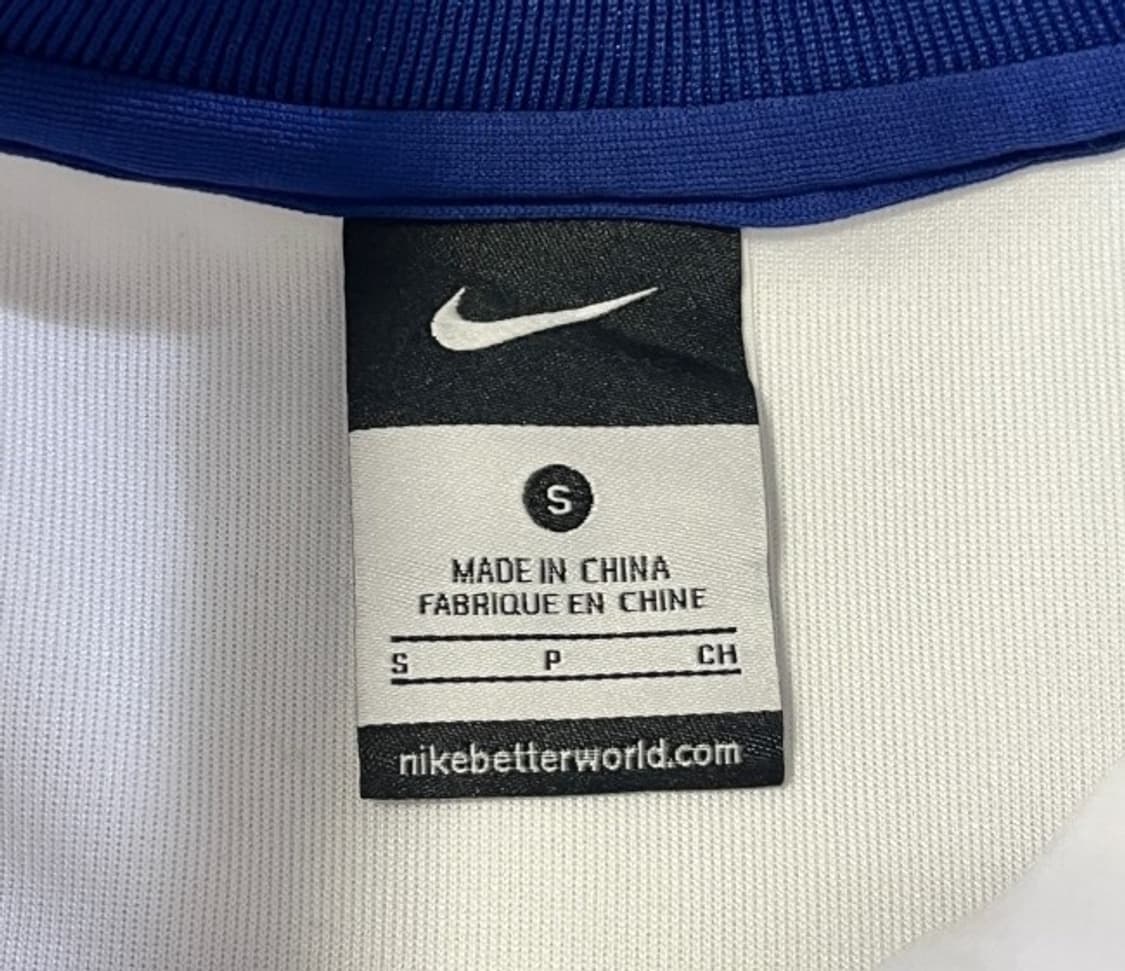 S
MADE IN CHINA
FABRIQUE EN CHINE
S P CH
nikebetterworld.com